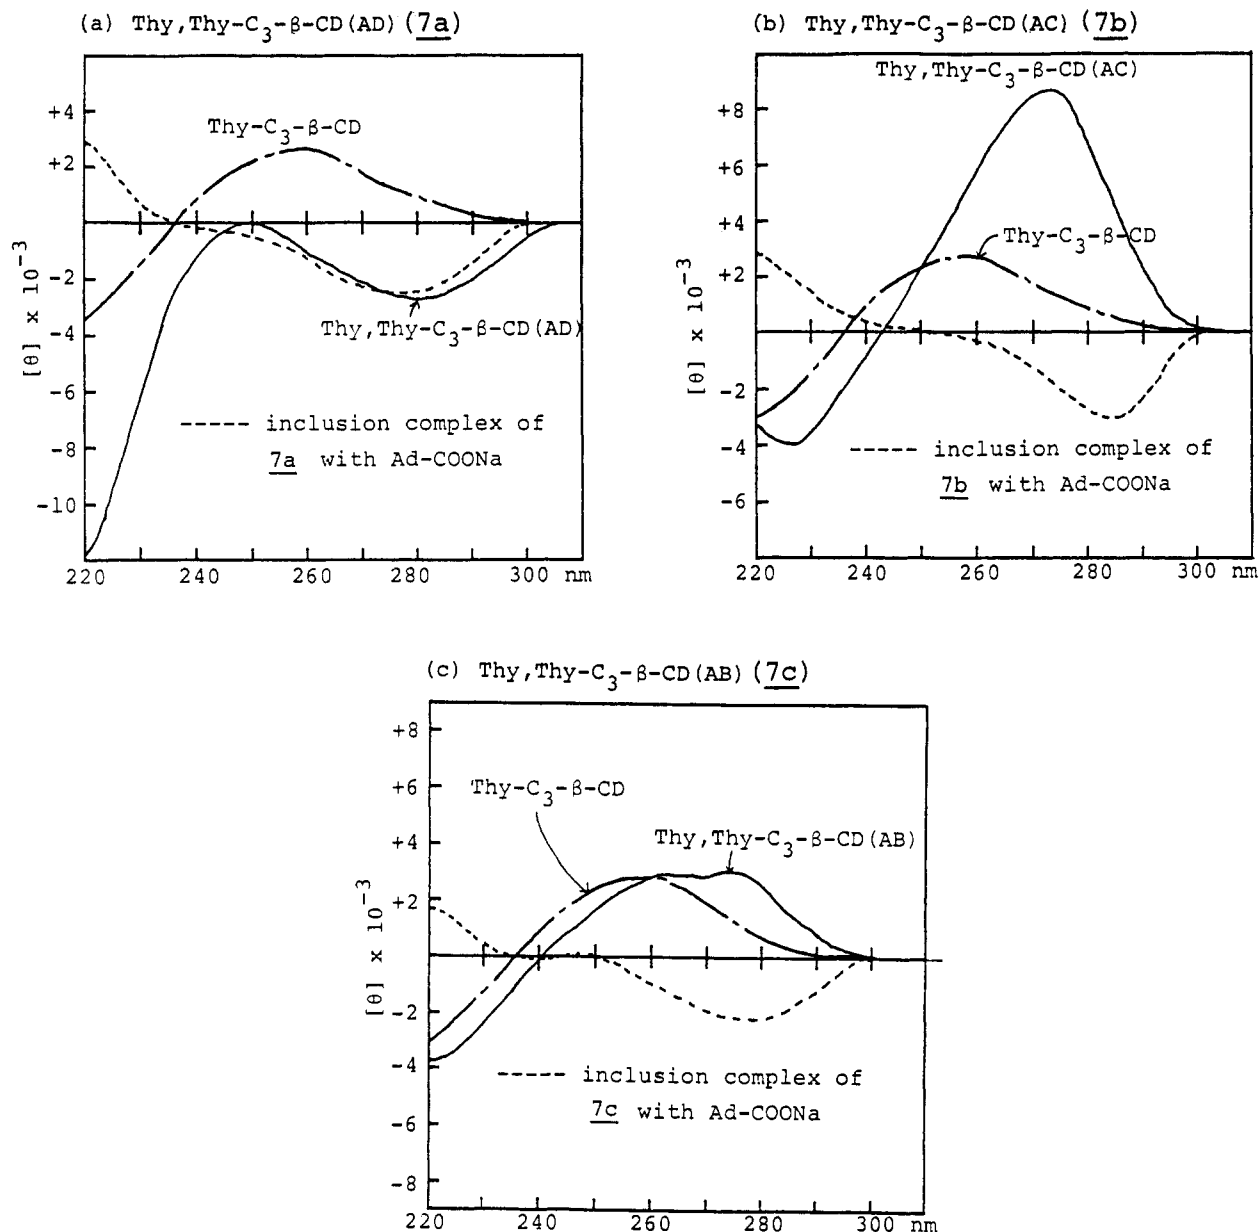 (a) Thy,Thy-C₃-β-CD(AD) (7a)
+4
+2
-2
-4
-6
-8
-10
[θ] x 10⁻³
Thy-C₃-β-CD
Thy,Thy-C₃-β-CD(AD)
----- inclusion complex of
7a with Ad-COONa
220 240 260 280 300 nm
(b) Thy,Thy-C₃-β-CD(AC) (7b)
Thy,Thy-C₃-β-CD(AC)
+8
+6
+4
+2
-2
-4
-6
[θ] x 10⁻³
Thy-C₃-β-CD
----- inclusion complex of
7b with Ad-COONa
220 240 260 280 300 nm
(c) Thy,Thy-C₃-β-CD(AB) (7c)
+8
+6
+4
+2
-2
-4
-6
-8
[θ] x 10⁻³
Thy-C₃-β-CD
Thy,Thy-C₃-β-CD(AB)
----- inclusion complex of
7c with Ad-COONa
220 240 260 280 300 nm